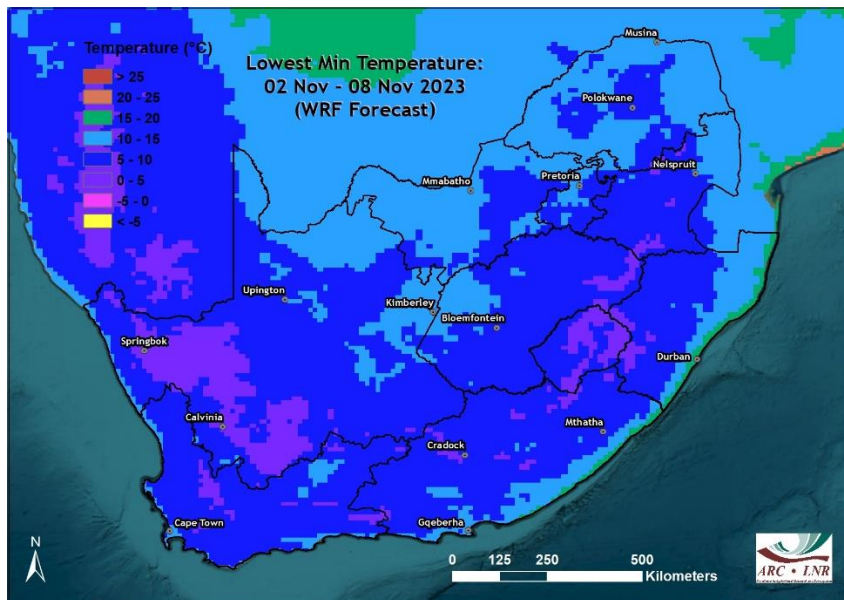 Temperature (°C)
> 25
20 - 25
15 - 20
10 - 15
5 - 10
0 - 5
-5 - 0
< -5
Lowest Min Temperature:
02 Nov - 08 Nov 2023
(WRF Forecast)
Musina
Polokwane
Nelspruit
Pretoria
Mmabatho
Upington
Kimberley
Bloemfontein
Springbok
Durban
Calvinia
Mthatha
Cradock
Cape Town
Gqeberha
N
0 125 250 500
Kilometers
ARC • LNR